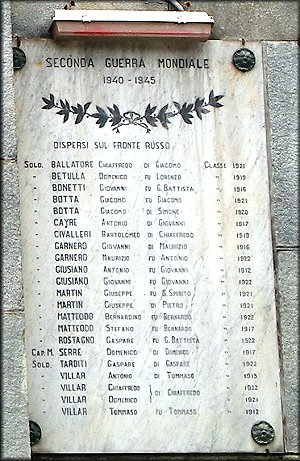 SECONDA GUERRA MONDIALE
1940 - 1945
DISPERSI SUL FRONTE RUSSO
SOLD. BALLATORE CHIAFFREDO DI GIACOMO CLASSE 1921
BETULLA DOMENICO FU LORENZO " 1919
BONETTI GIOVANNI FU G. BATTISTA " 1916
BOTTA GIACOMO FU GIACOMO " 1921
BOTTA GIACOMO DI SIMONE " 1920
CAYRE ANTONIO DI GIOVANNI " 1917
CIVALLERI BARTOLOMEO DI CHIAFFREDO " 1913
GARNERO GIOVANNI DI MAURIZIO " 1916
GARNERO MAURIZIO FU ANTONIO " 1922
GIUSIANO ANTONIO FU GIOVANNI " 1912
GIUSIANO GIOVANNI FU GIOVANNI " 1922
MARTIN GIUSEPPE FU S. SPIRITO " 1921
MARTIN GIUSEPPE DI PIETRO " 1921
MATTEODO BERNARDINO FU BERNARDO " 1922
MATTEODO STEFANO FU BERNARDO " 1917
ROSTAGNO GASPARE FU G. BATTISTA " 1922
CAP. M. SERRE DOMENICO DI DOMENICO " 1917
SOLD. TARDITI GASPARE DI GASPARE " 1922
VILLAR ANTONIO DI TOMMASO " 1915
VILLAR CHIAFFREDO } DI CHIAFFREDO " 1922
VILLAR DOMENICO " 1921
VILLAR TOMMASO FU TOMMASO " 1912